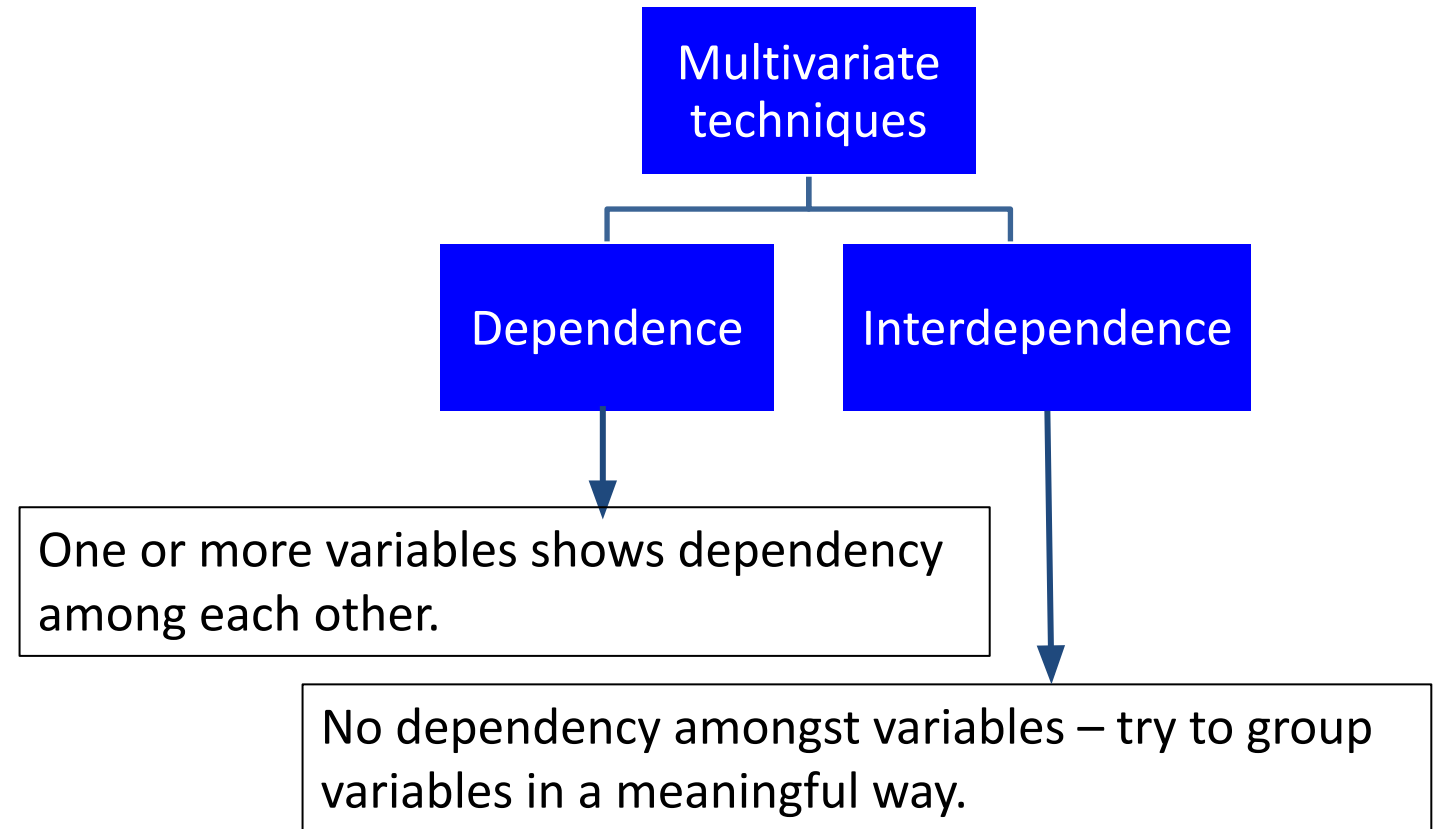 Multivariate
techniques
Dependence
Interdependence
One or more variables shows dependency
among each other.
No dependency amongst variables – try to group
variables in a meaningful way.